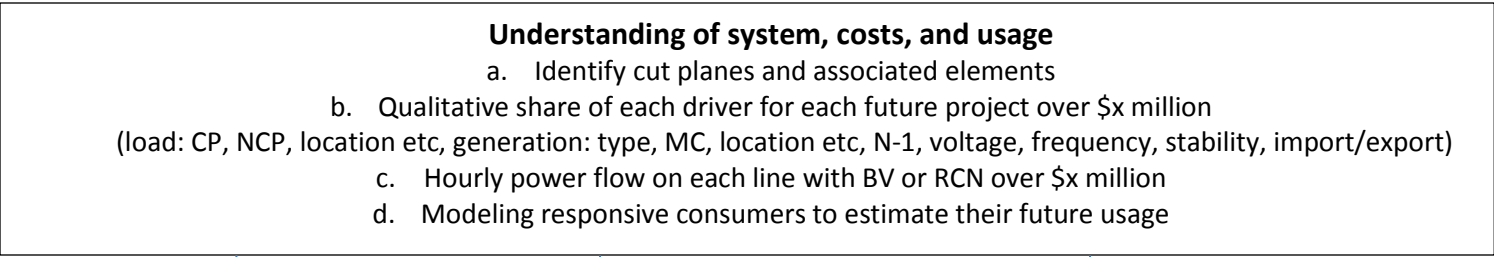 Understanding of system, costs, and usage
a. Identify cut planes and associated elements
b. Qualitative share of each driver for each future project over $x million
(load: CP, NCP, location etc, generation: type, MC, location etc, N-1, voltage, frequency, stability, import/export)
c. Hourly power flow on each line with BV or RCN over $x million
d. Modeling responsive consumers to estimate their future usage